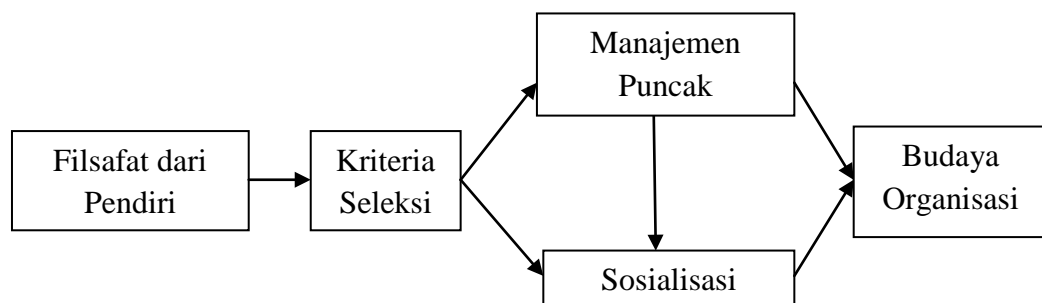 Filsafat dari
Pendiri
Kriteria
Seleksi
Manajemen
Puncak
Sosialisasi
Budaya
Organisasi